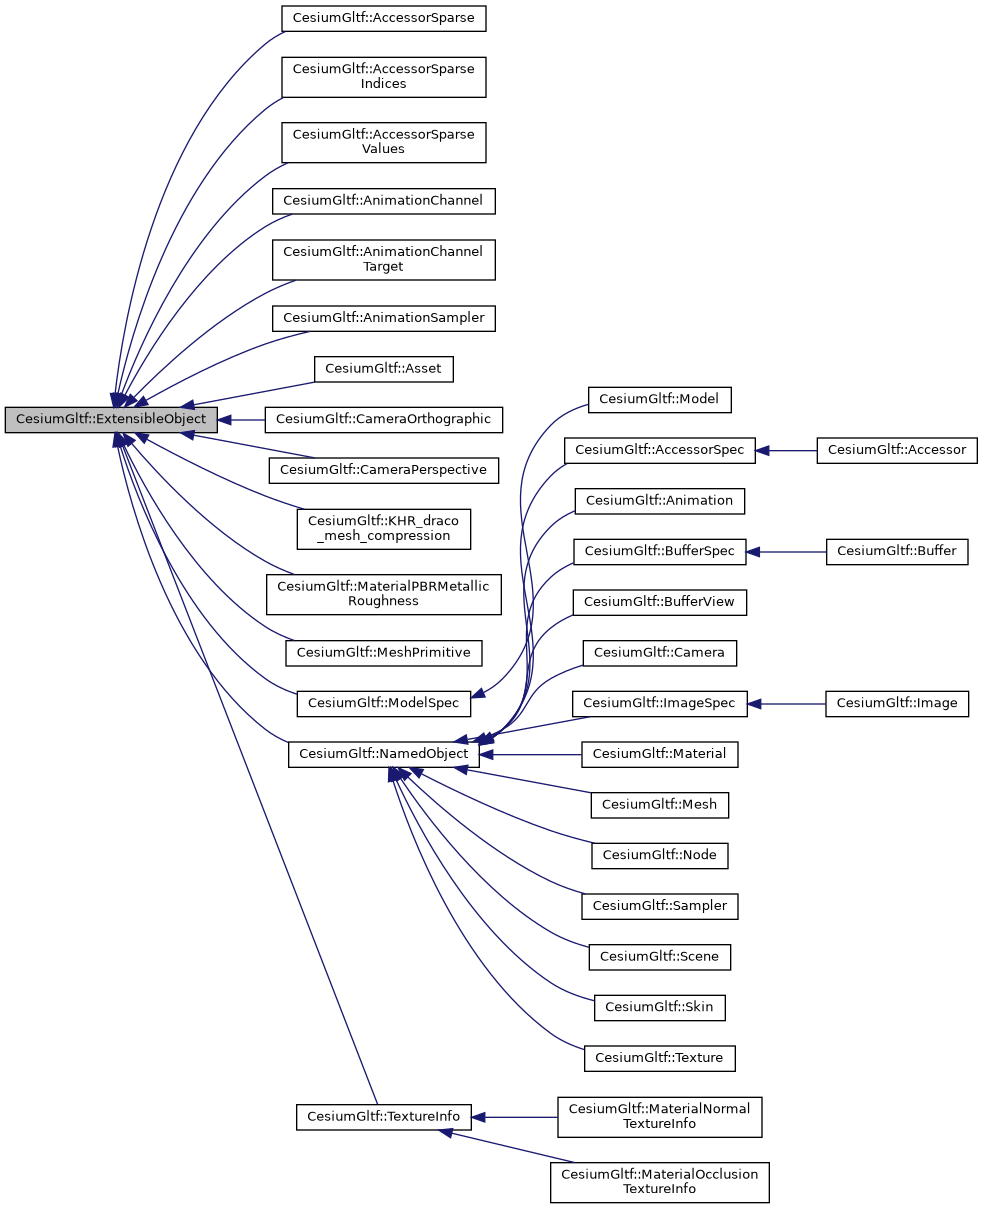 CesiumGltf::AccessorSparse
CesiumGltf::AccessorSparse
Indices
CesiumGltf::AccessorSparse
Values
CesiumGltf::AnimationChannel
CesiumGltf::AnimationChannel
Target
CesiumGltf::AnimationSampler
CesiumGltf::Asset
CesiumGltf::ExtensibleObject
CesiumGltf::CameraOrthographic
CesiumGltf::CameraPerspective
CesiumGltf::KHR_draco
_mesh_compression
CesiumGltf::MaterialPBRMetallic
Roughness
CesiumGltf::MeshPrimitive
CesiumGltf::ModelSpec
CesiumGltf::NamedObject
CesiumGltf::TextureInfo
CesiumGltf::Model
CesiumGltf::AccessorSpec
CesiumGltf::Animation
CesiumGltf::BufferSpec
CesiumGltf::BufferView
CesiumGltf::Camera
CesiumGltf::ImageSpec
CesiumGltf::Material
CesiumGltf::Mesh
CesiumGltf::Node
CesiumGltf::Sampler
CesiumGltf::Scene
CesiumGltf::Skin
CesiumGltf::Texture
CesiumGltf::MaterialNormal
TextureInfo
CesiumGltf::MaterialOcclusion
TextureInfo
CesiumGltf::Accessor
CesiumGltf::Buffer
CesiumGltf::Image